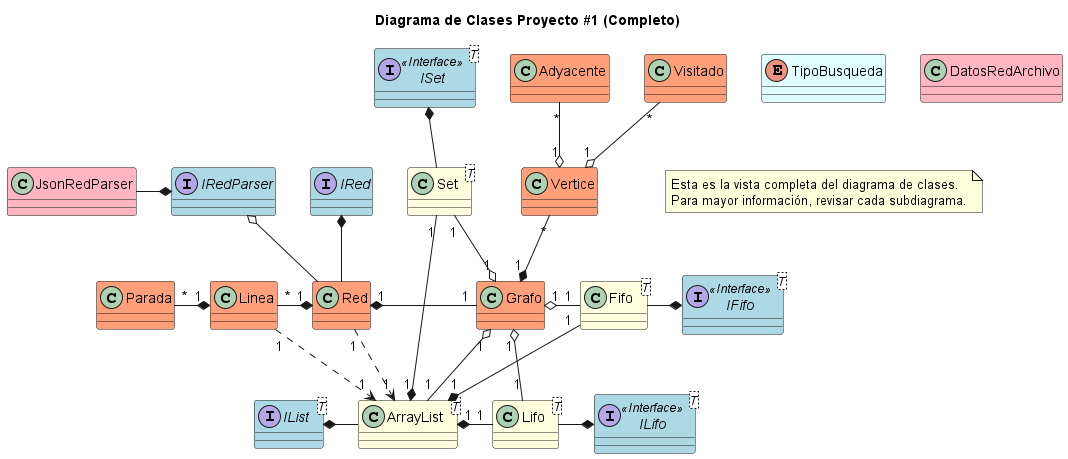 Diagrama de Clases Proyecto #1 (Completo)
I «Interface» ISet T
C Adyacente
C Visitado
E TipoBusqueda
C DatosRedArchivo
* *
1 1
C JsonRedParser
I IRedParser
I IRed
C Set T
C Vertice
Esta es la vista completa del diagrama de clases.
Para mayor información, revisar cada subdiagrama.
1 1 *
1 1
C Parada
* 1
C Linea
* 1
C Red
1 1
C Grafo
1 1
C Fifo T
I «Interface» IFifo T
1 1 1 1 1
1 1 1 1 1 1
I IList T
C ArrayList T
1 1
C Lifo T
I «Interface» ILifo T